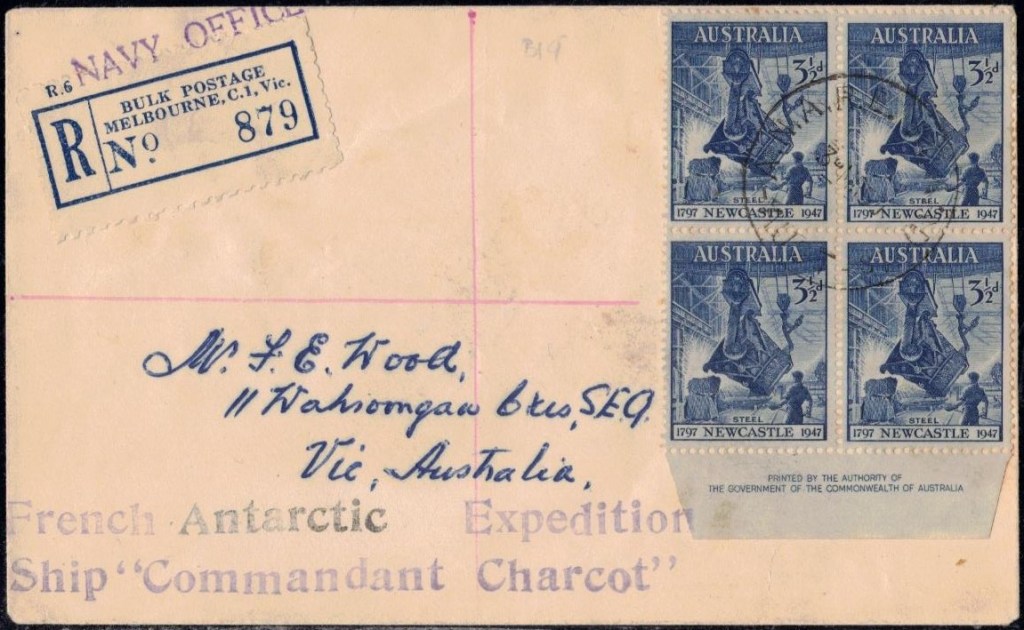 NAVY OFFICE
R.6
R
BULK POSTAGE
MELBOURNE, C.1, Vic.
No 879
AUSTRALIA
3½d
STEEL
1797 NEWCASTLE 1947
AUSTRALIA
3½d
STEEL
1797 NEWCASTLE 1947
AUSTRALIA
3½d
STEEL
1797 NEWCASTLE 1947
AUSTRALIA
3½d
STEEL
1797 NEWCASTLE 1947
PRINTED BY THE AUTHORITY OF
THE GOVERNMENT OF THE COMMONWEALTH OF AUSTRALIA
Mr. F. E. Wood,
11 Wahroongaa Cres, S.E.9.
Vic, Australia,
French Antarctic Expedition
Ship "Commandant Charcot"